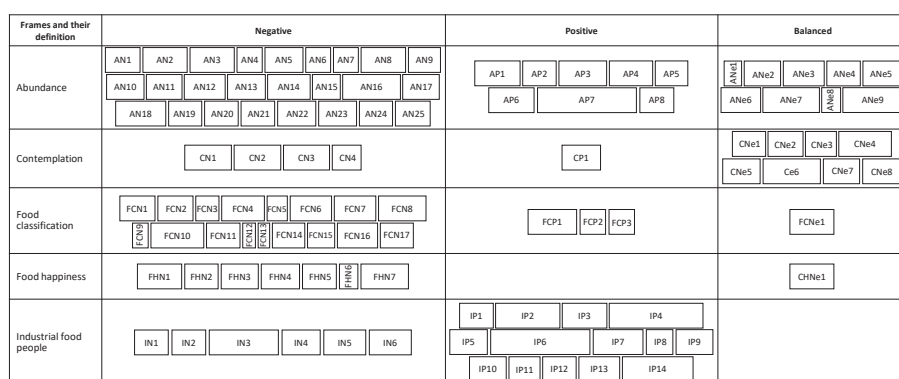 Frames and their definition Negative Positive Balanced
Abundance
AN1 AN2 AN3 AN4 AN5 AN6 AN7 AN8 AN9
AN10 AN11 AN12 AN13 AN14 AN15 AN16 AN17
AN18 AN19 AN20 AN21 AN22 AN23 AN24 AN25
AP1 AP2 AP3 AP4 AP5
AP6 AP7 AP8
ANe1 ANe2 ANe3 ANe4 ANe5
ANe6 ANe7 ANe8 ANe9
Contemplation
CN1 CN2 CN3 CN4
CP1
CNe1 CNe2 CNe3 CNe4
CNe5 Ce6 CNe7 CNe8
Food
classification
FCN1 FCN2 FCN3 FCN4 FCN5 FCN6 FCN7 FCN8
FCN9 FCN10 FCN11 FCN12 FCN13 FCN14 FCN15 FCN16 FCN17
FCP1 FCP2 FCP3
FCNe1
Food happiness
FHN1 FHN2 FHN3 FHN4 FHN5 FHN6 FHN7
CHNe1
Industrial food
people
IN1 IN2 IN3 IN4 IN5 IN6
IP1 IP2 IP3 IP4
IP5 IP6 IP7 IP8 IP9
IP10 IP11 IP12 IP13 IP14